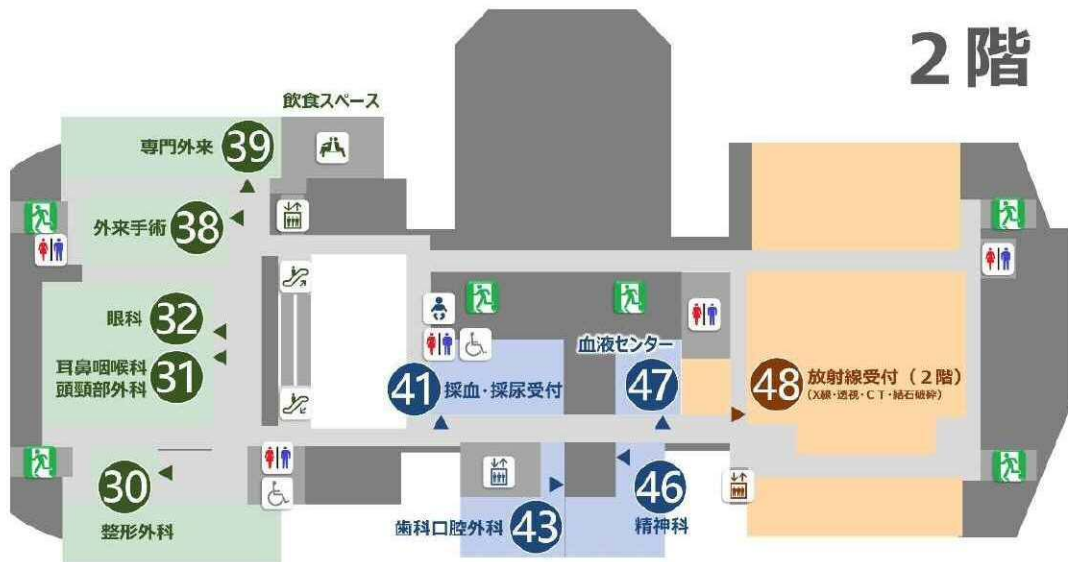 2階
飲食スペース
専門外来 39
外来手術 38
眼科 32
耳鼻咽喉科
頭頸部外科
31
血液センター
41 採血・採尿受付
47
48 放射線受付（2階）
（X線・透視・CT・結石破砕）
30
整形外科
歯科口腔外科 43
46
精神科